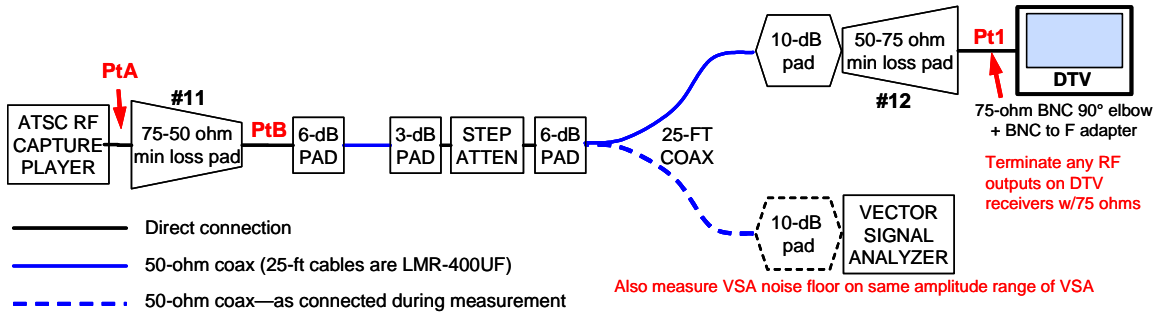 PtA
#11
ATSC RF
CAPTURE
PLAYER
75-50 ohm
min loss pad
PtB
6-dB
PAD
3-dB
PAD
STEP
ATTEN
6-dB
PAD
25-FT
COAX
10-dB
pad
50-75 ohm
min loss pad
#12
Pt1
DTV
75-ohm BNC 90° elbow
+ BNC to F adapter
Terminate any RF
outputs on DTV
receivers w/75 ohms
10-dB
pad
VECTOR
SIGNAL
ANALYZER
Also measure VSA noise floor on same amplitude range of VSA
Direct connection
50-ohm coax (25-ft cables are LMR-400UF)
50-ohm coax—as connected during measurement